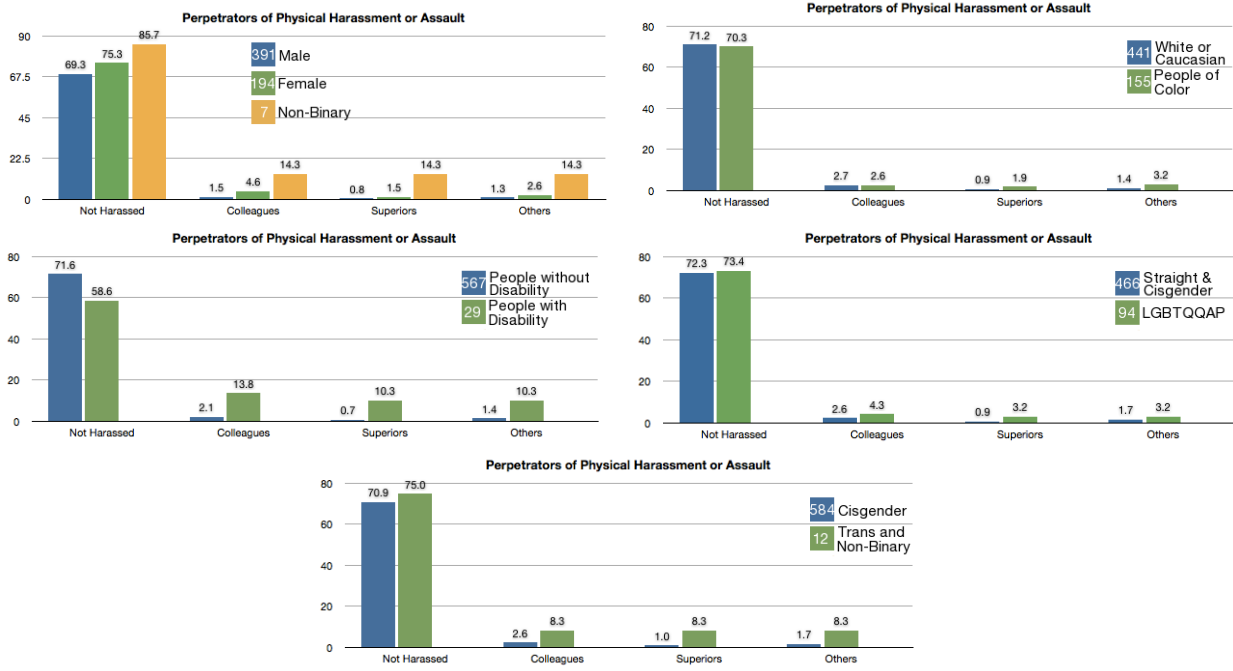 Perpetrators of Physical Harassment or Assault
90
67.5
45
22.5
0
69.3
75.3
85.7
1.5
4.6
14.3
0.8
1.5
14.3
1.3
2.6
14.3
391 Male
194 Female
7 Non-Binary
Not Harassed
Colleagues
Superiors
Others
Perpetrators of Physical Harassment or Assault
80
60
40
20
0
71.2
70.3
2.7
2.6
0.9
1.9
1.4
3.2
441 White or
Caucasian
155 People of
Color
Not Harassed
Colleagues
Superiors
Others
Perpetrators of Physical Harassment or Assault
80
60
40
20
0
71.6
58.6
2.1
13.8
0.7
10.3
1.4
10.3
567 People without
Disability
29 People with
Disability
Not Harassed
Colleagues
Superiors
Others
Perpetrators of Physical Harassment or Assault
80
60
40
20
0
72.3
73.4
2.6
4.3
0.9
3.2
1.7
3.2
466 Straight &
Cisgender
94 LGBTQQAP
Not Harassed
Colleagues
Superiors
Others
Perpetrators of Physical Harassment or Assault
80
60
40
20
0
70.9
75.0
2.6
8.3
1.0
8.3
1.7
8.3
584 Cisgender
12 Trans and
Non-Binary
Not Harassed
Colleagues
Superiors
Others